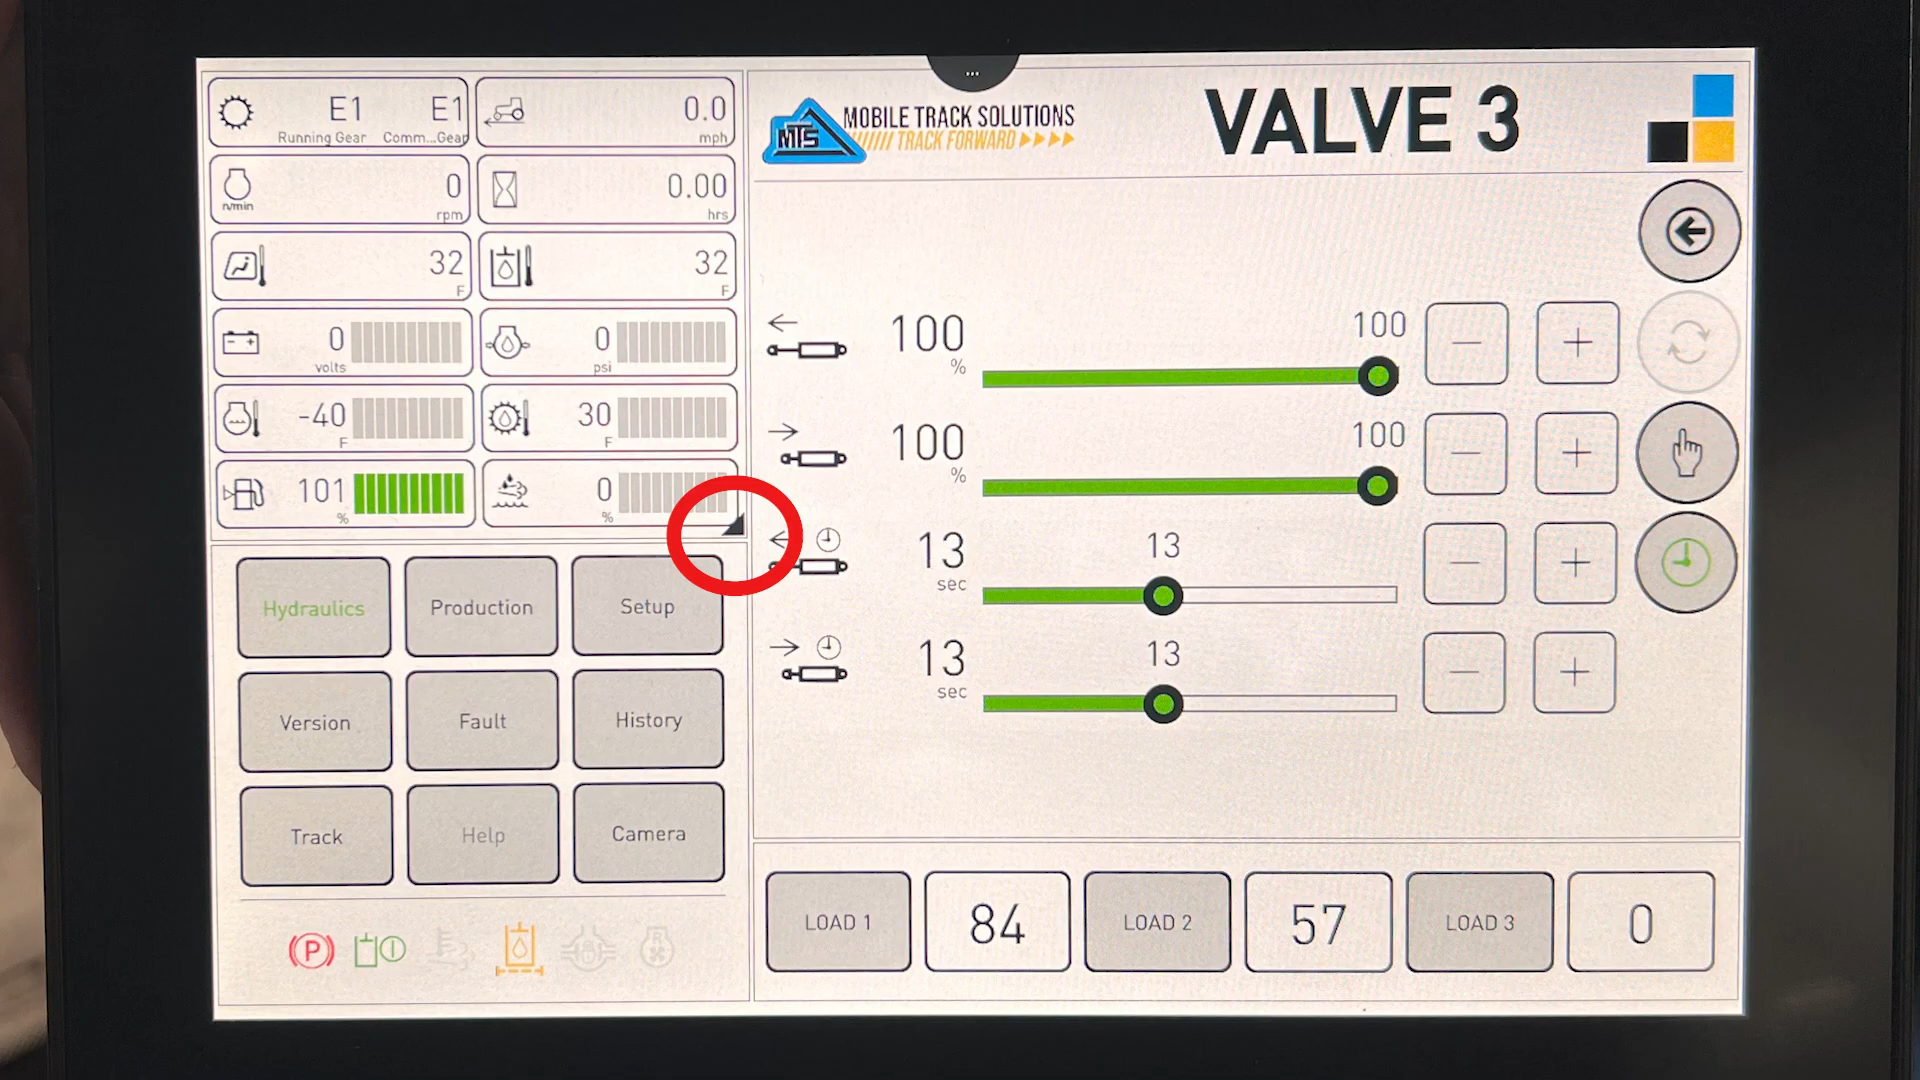 E1 E1 0.0
Running Gear Comm...Gear mph
0 0.00
n/min rpm hrs
32 32
F F
0 0
volts psi
-40 30
F F
101 0
% %
Hydraulics Production Setup
Version Fault History
Track Help Camera
P
...
MTS MOBILE TRACK SOLUTIONS
TRACK FORWARD
VALVE 3
100 100
%
100 100
%
13 13
sec
13 13
sec
LOAD 1 84 LOAD 2 57 LOAD 3 0